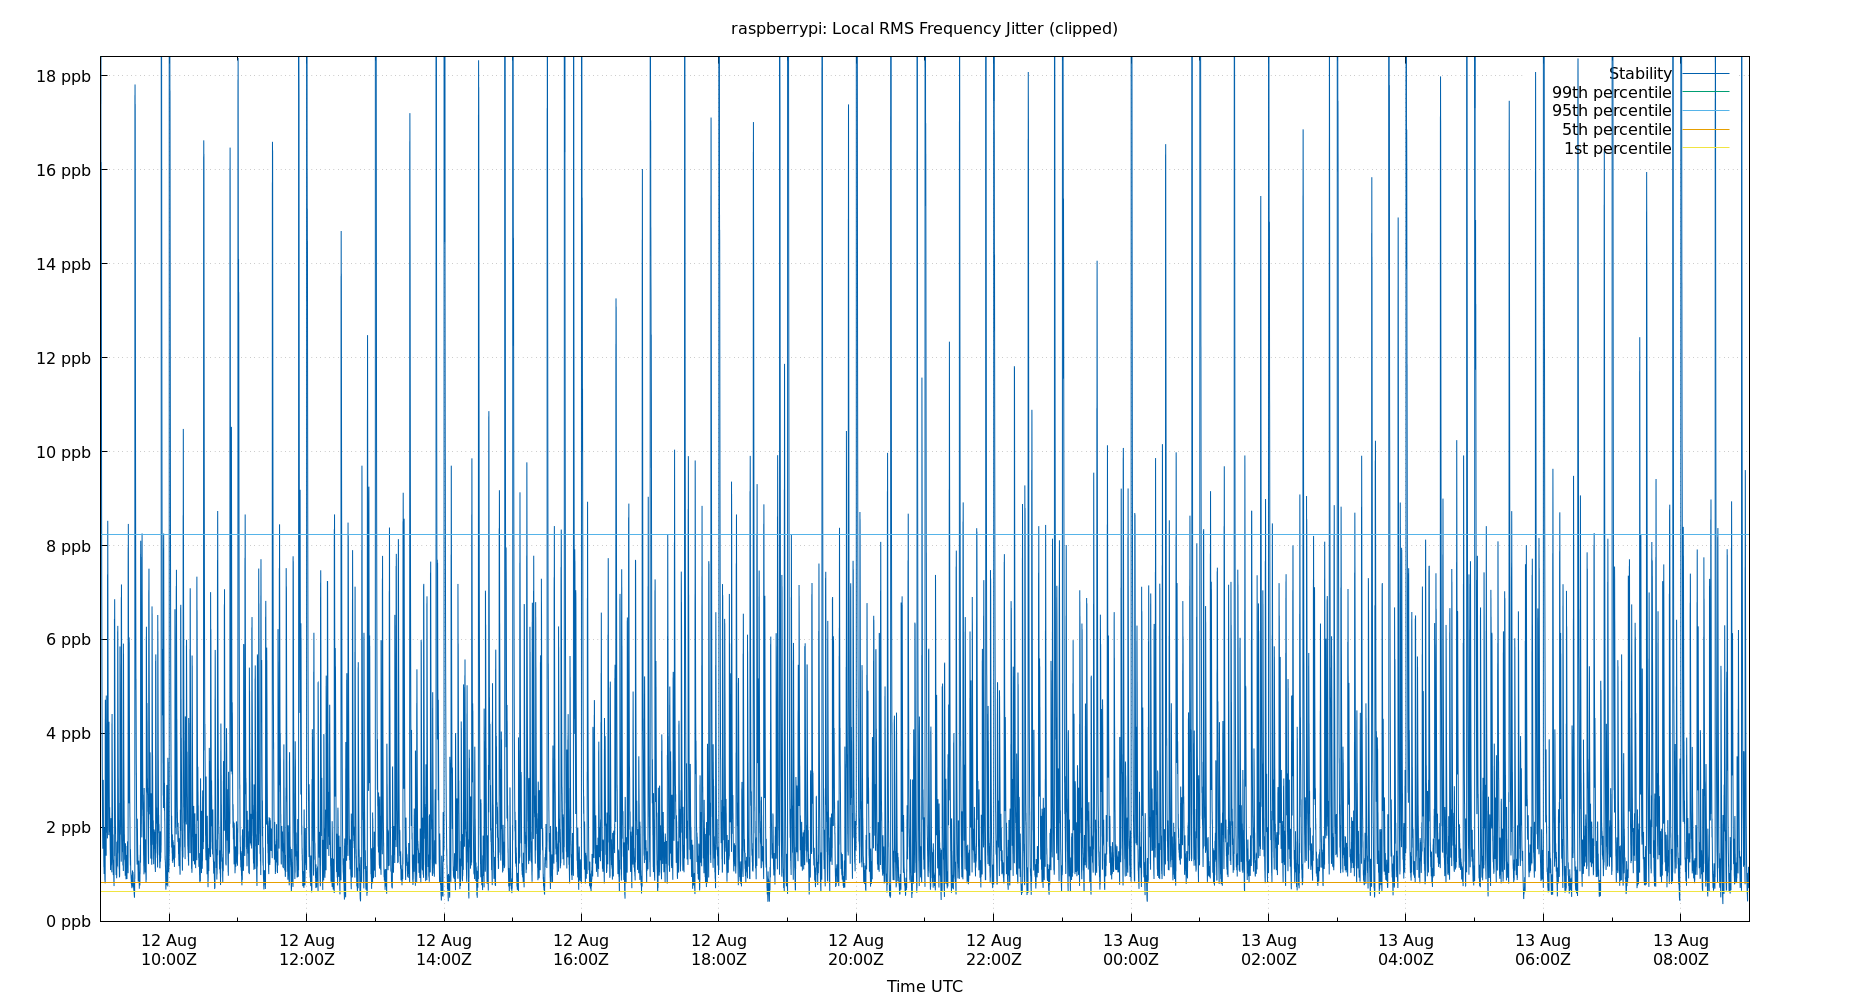 raspberrypi: Local RMS Frequency Jitter (clipped)
18 ppb
16 ppb
14 ppb
12 ppb
10 ppb
8 ppb
6 ppb
4 ppb
2 ppb
0 ppb
Stability
99th percentile
95th percentile
5th percentile
1st percentile
12 Aug 12 Aug 12 Aug 12 Aug 12 Aug 12 Aug 12 Aug 13 Aug 13 Aug 13 Aug 13 Aug 13 Aug
10:00Z 12:00Z 14:00Z 16:00Z 18:00Z 20:00Z 22:00Z 00:00Z 02:00Z 04:00Z 06:00Z 08:00Z
Time UTC